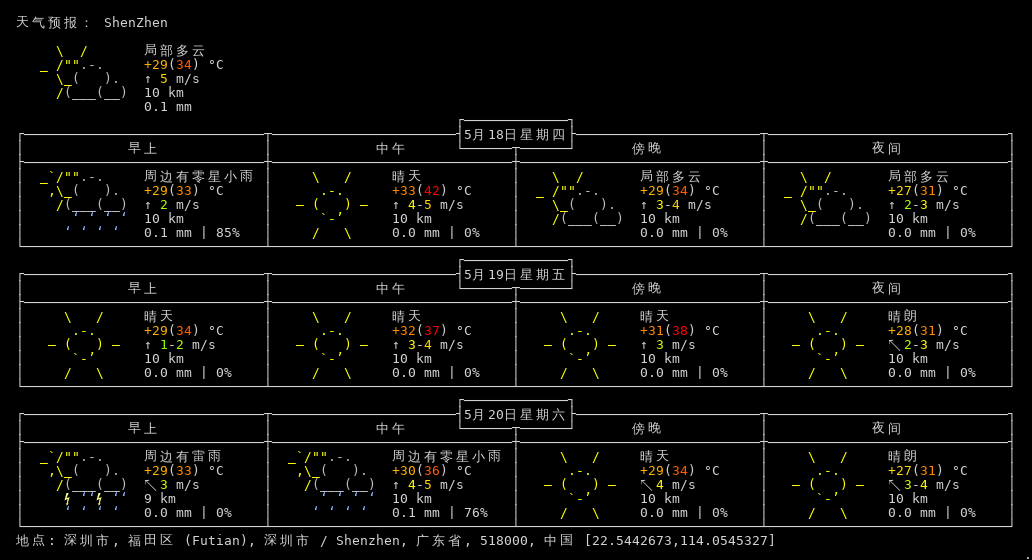 天气预报： ShenZhen
局部多云
+29(34) °C
↑ 5 m/s
10 km
0.1 mm
5月18日星期四
早上 中午 傍晚 夜间
周边有零星小雨 晴天 局部多云 局部多云
+29(33) °C +33(42) °C +29(34) °C +27(31) °C
↑ 2 m/s ↑ 4-5 m/s ↑ 3-4 m/s ↑ 2-3 m/s
10 km 10 km 10 km 10 km
0.1 mm | 85% 0.0 mm | 0% 0.0 mm | 0% 0.0 mm | 0%
5月19日星期五
早上 中午 傍晚 夜间
晴天 晴天 晴天 晴朗
+29(34) °C +32(37) °C +31(38) °C +28(31) °C
↑ 1-2 m/s ↑ 3-4 m/s ↑ 3 m/s ↖ 2-3 m/s
10 km 10 km 10 km 10 km
0.0 mm | 0% 0.0 mm | 0% 0.0 mm | 0% 0.0 mm | 0%
5月20日星期六
早上 中午 傍晚 夜间
周边有雷雨 周边有零星小雨 晴天 晴朗
+29(33) °C +30(36) °C +29(34) °C +27(31) °C
↖ 3 m/s ↑ 4-5 m/s ↖ 4 m/s ↖ 3-4 m/s
9 km 10 km 10 km 10 km
0.0 mm | 0% 0.1 mm | 76% 0.0 mm | 0% 0.0 mm | 0%
地点: 深圳市, 福田区 (Futian), 深圳市 / Shenzhen, 广东省, 518000, 中国 [22.5442673,114.0545327]